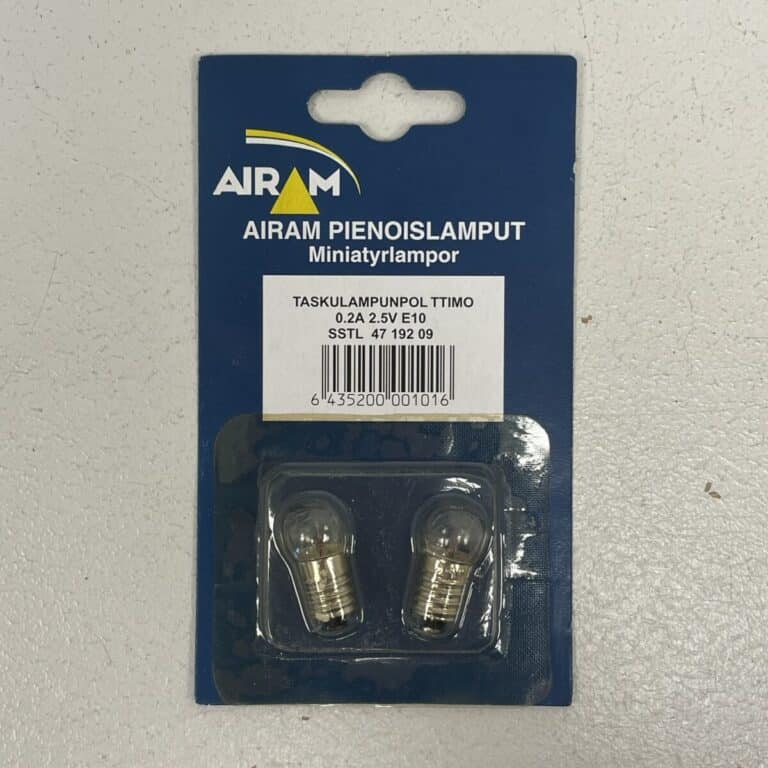 AIRAM
AIRAM PIENOISLAMPUT
Miniatyrlampor
TASKULAMPUNPOL TTIMO
0.2A 2.5V E10
SSTL 47 192 09
6 435200 001016